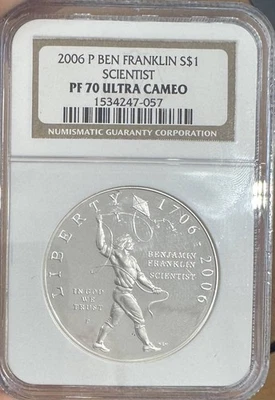 2006 P BEN FRANKLIN S$1
SCIENTIST
PF 70 ULTRA CAMEO
1534247-057
NUMISMATIC GUARANTY CORPORATION
LIBERTY 1706-2006
BENJAMIN
FRANKLIN
SCIENTIST
IN GOD
WE
TRUST
P